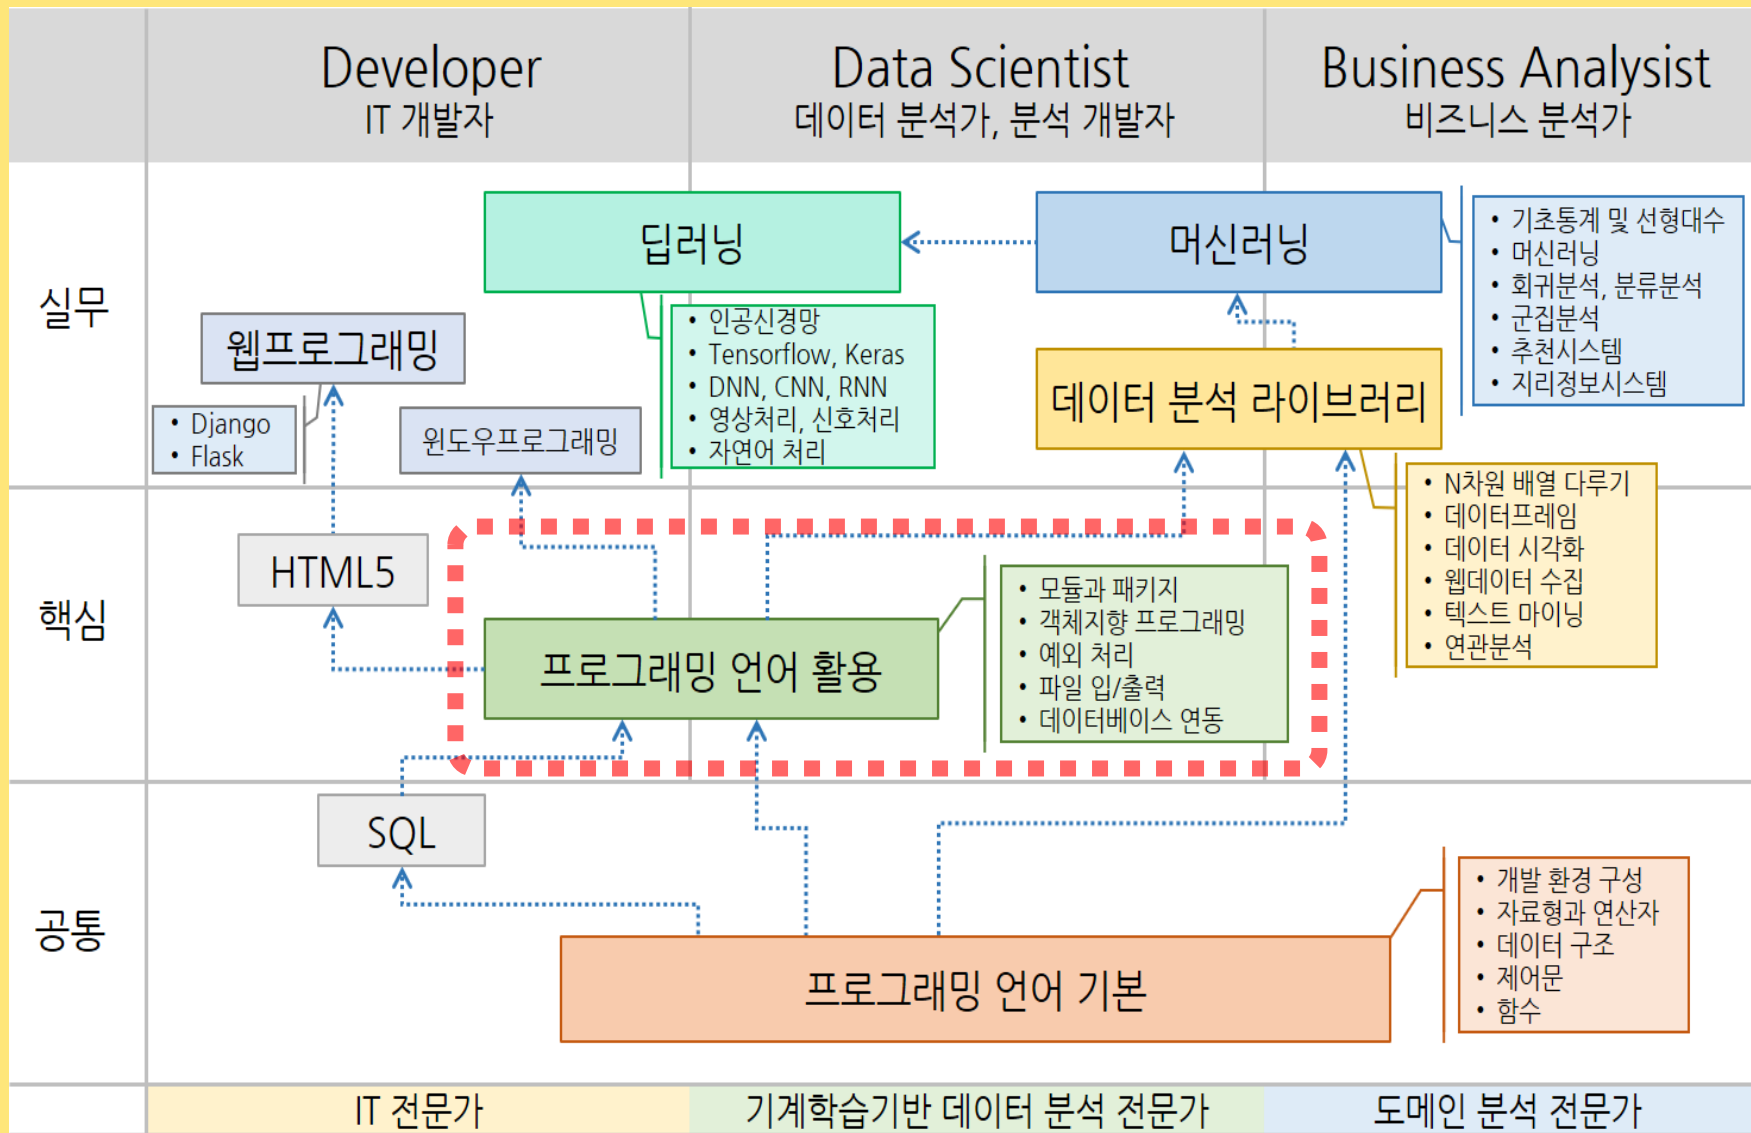 Developer
IT 개발자
Data Scientist
데이터 분석가, 분석 개발자
Business Analysist
비즈니스 분석가
실무
딥러닝
머신러닝
• 기초통계 및 선형대수
• 머신러닝
• 회귀분석, 분류분석
• 군집분석
• 추천시스템
• 지리정보시스템
웹프로그래밍
• 인공신경망
• Tensorflow, Keras
• DNN, CNN, RNN
• 영상처리, 신호처리
• 자연어 처리
데이터 분석 라이브러리
• Django
• Flask
윈도우프로그래밍
• N차원 배열 다루기
• 데이터프레임
• 데이터 시각화
• 웹데이터 수집
• 텍스트 마이닝
• 연관분석
핵심
HTML5
프로그래밍 언어 활용
• 모듈과 패키지
• 객체지향 프로그래밍
• 예외 처리
• 파일 입/출력
• 데이터베이스 연동
공통
SQL
프로그래밍 언어 기본
• 개발 환경 구성
• 자료형과 연산자
• 데이터 구조
• 제어문
• 함수
IT 전문가
기계학습기반 데이터 분석 전문가
도메인 분석 전문가